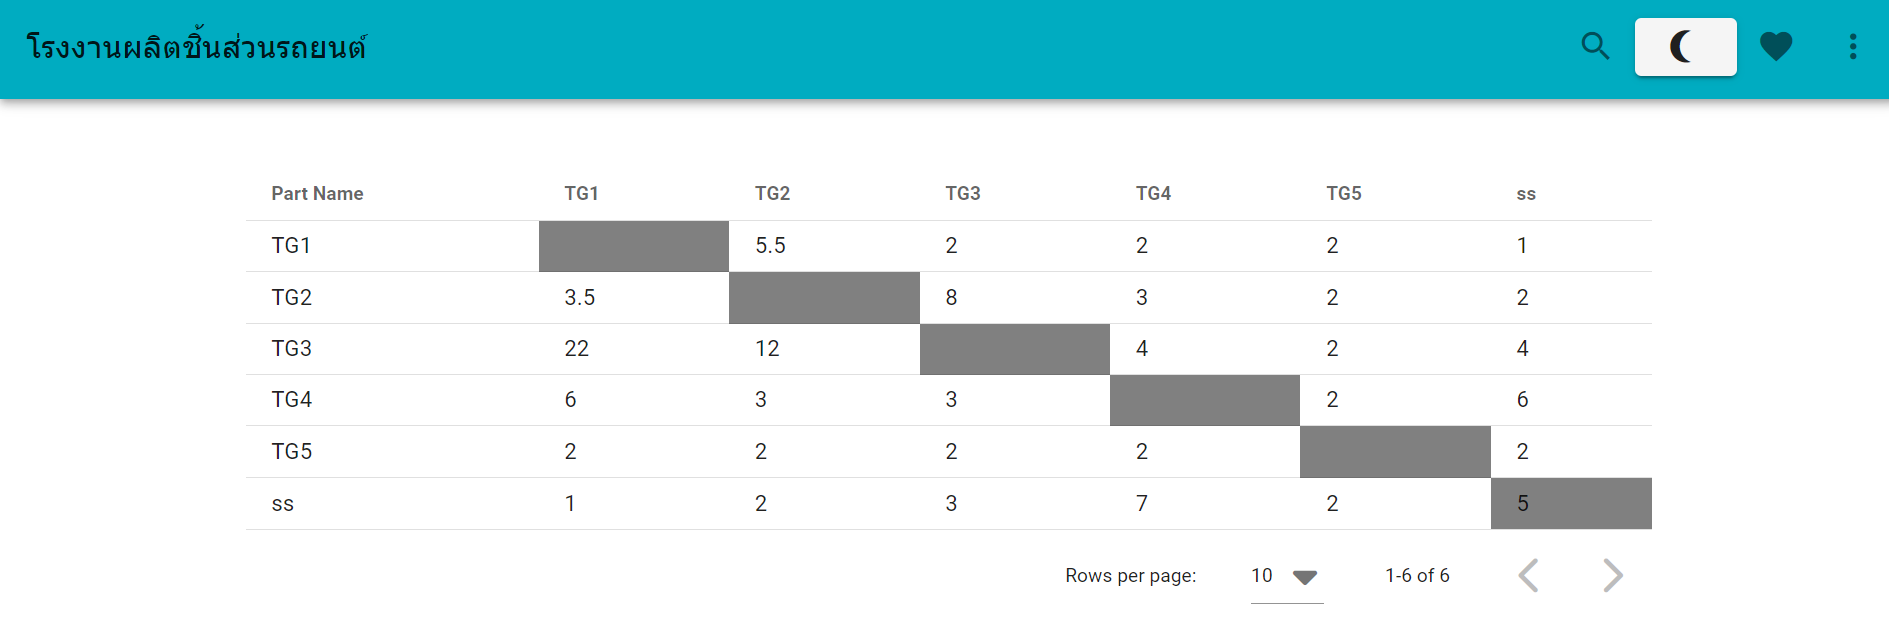 โรงงานผลิตชิ้นส่วนรถยนต์
Part Name TG1 TG2 TG3 TG4 TG5 ss
TG1 5.5 2 2 2 1
TG2 3.5 8 3 2 2
TG3 22 12 4 2 4
TG4 6 3 3 2 6
TG5 2 2 2 2 2
ss 1 2 3 7 2 5
Rows per page: 10 1-6 of 6